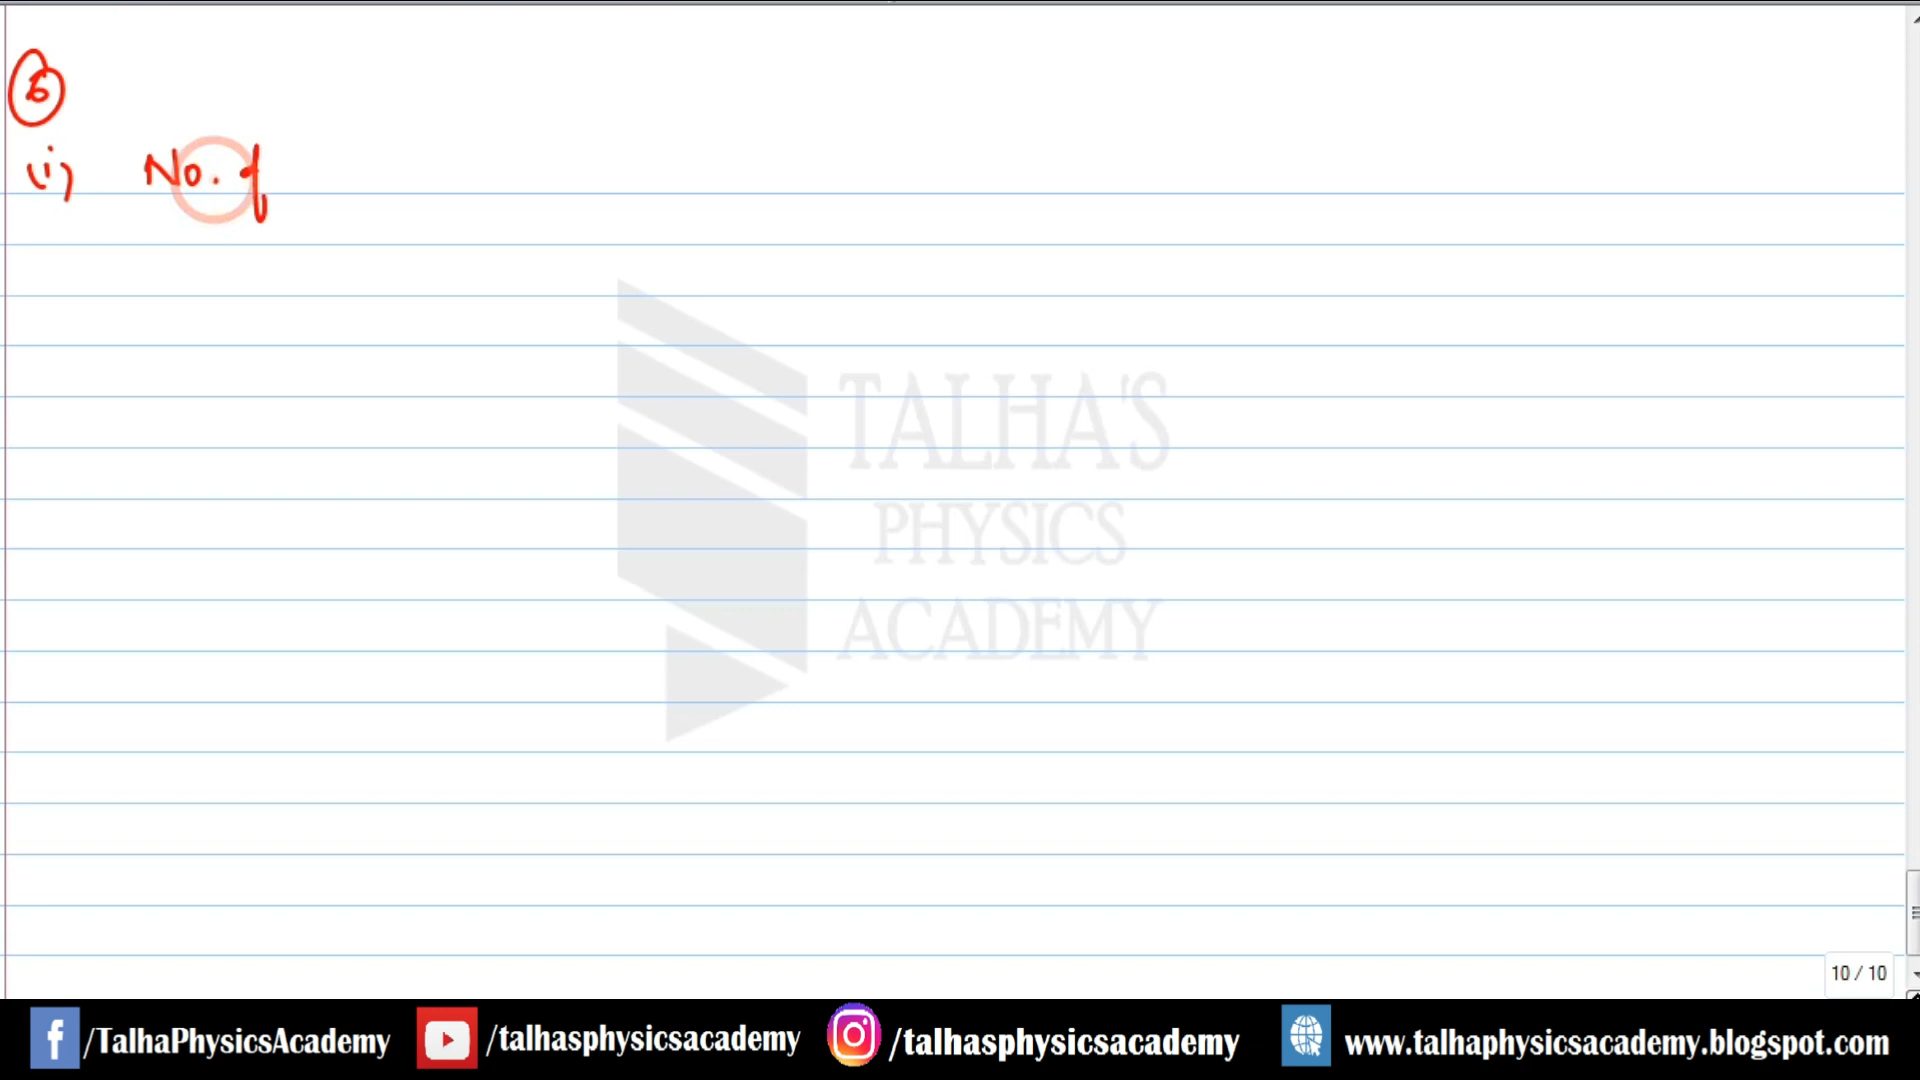 6
(i) No. of
TALHA'S
PHYSICS
ACADEMY
10 / 10
/TalhaPhysicsAcademy /talhasphysicsacademy /talhasphysicsacademy www.talhaphysicsacademy.blogspot.com